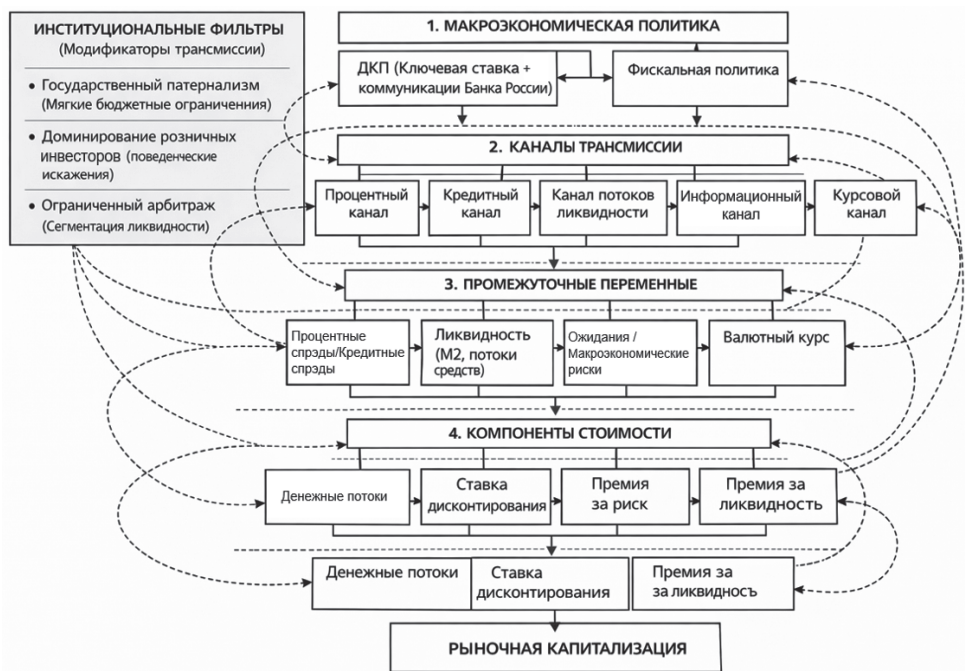 ИНСТИТУЦИОНАЛЬНЫЕ ФИЛЬТРЫ
(Модификаторы трансмиссии)
• Государственный патернализм
(Мягкие бюджетные ограничения)
• Доминирование розничных
инвесторов (поведенческие
искажения)
• Ограниченный арбитраж
(Сегментация ликвидности)
1. МАКРОЭКОНОМИЧЕСКАЯ ПОЛИТИКА
ДКП (Ключевая ставка +
коммуникации Банка России)
Фискальная политика
2. КАНАЛЫ ТРАНСМИССИИ
Процентный
канал
Кредитный
канал
Канал потоков
ликвидности
Информационный
канал
Курсовой
канал
3. ПРОМЕЖУТОЧНЫЕ ПЕРЕМЕННЫЕ
Процентные
спрэды/Кредитные
спрэды
Ликвидность
(М2, потоки
средств)
Ожидания /
Макроэкономические
риски
Валютный курс
4. КОМПОНЕНТЫ СТОИМОСТИ
Денежные потоки
Ставка
дисконтирования
Премия
за риск
Премия за
ликвидность
Денежные потоки
Ставка
дисконтирования
Премия за
за ликвидносъ
РЫНОЧНАЯ КАПИТАЛИЗАЦИЯ